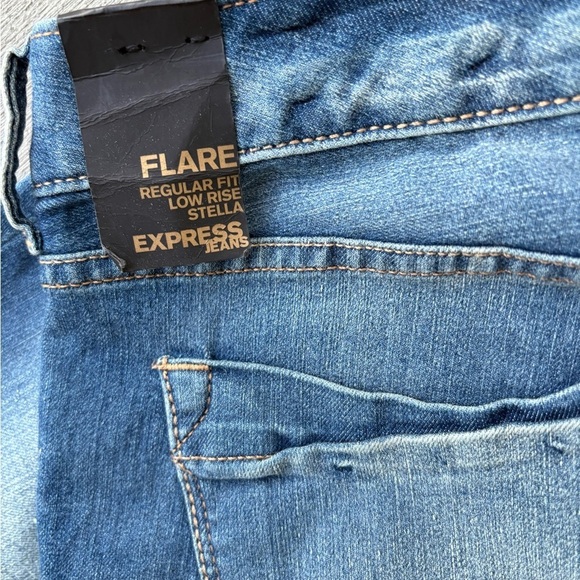 FLARE
REGULAR FIT
LOW RISE
STELLA
EXPRESS
JEANS